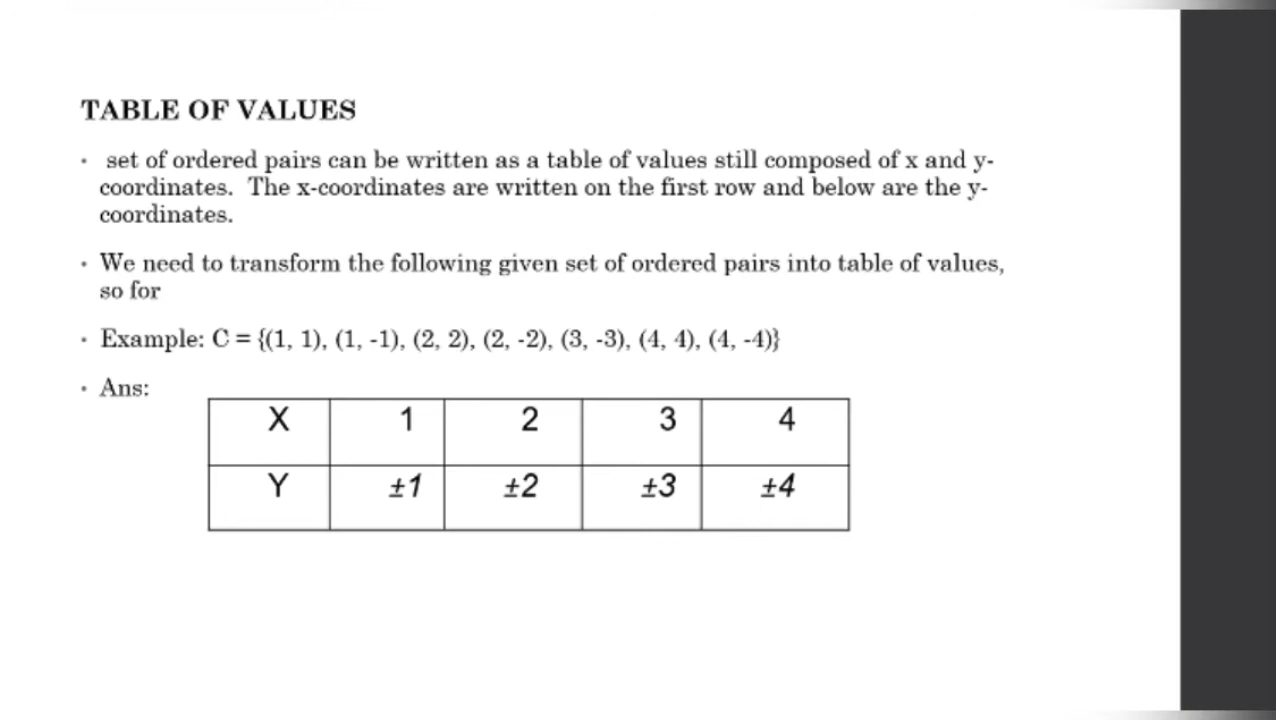 TABLE OF VALUES
• set of ordered pairs can be written as a table of values still composed of x and y-
coordinates. The x-coordinates are written on the first row and below are the y-
coordinates.
• We need to transform the following given set of ordered pairs into table of values,
so for
• Example: C = {(1, 1), (1, -1), (2, 2), (2, -2), (3, -3), (4, 4), (4, -4)}
• Ans:
X 1 2 3 4
Y ±1 ±2 ±3 ±4